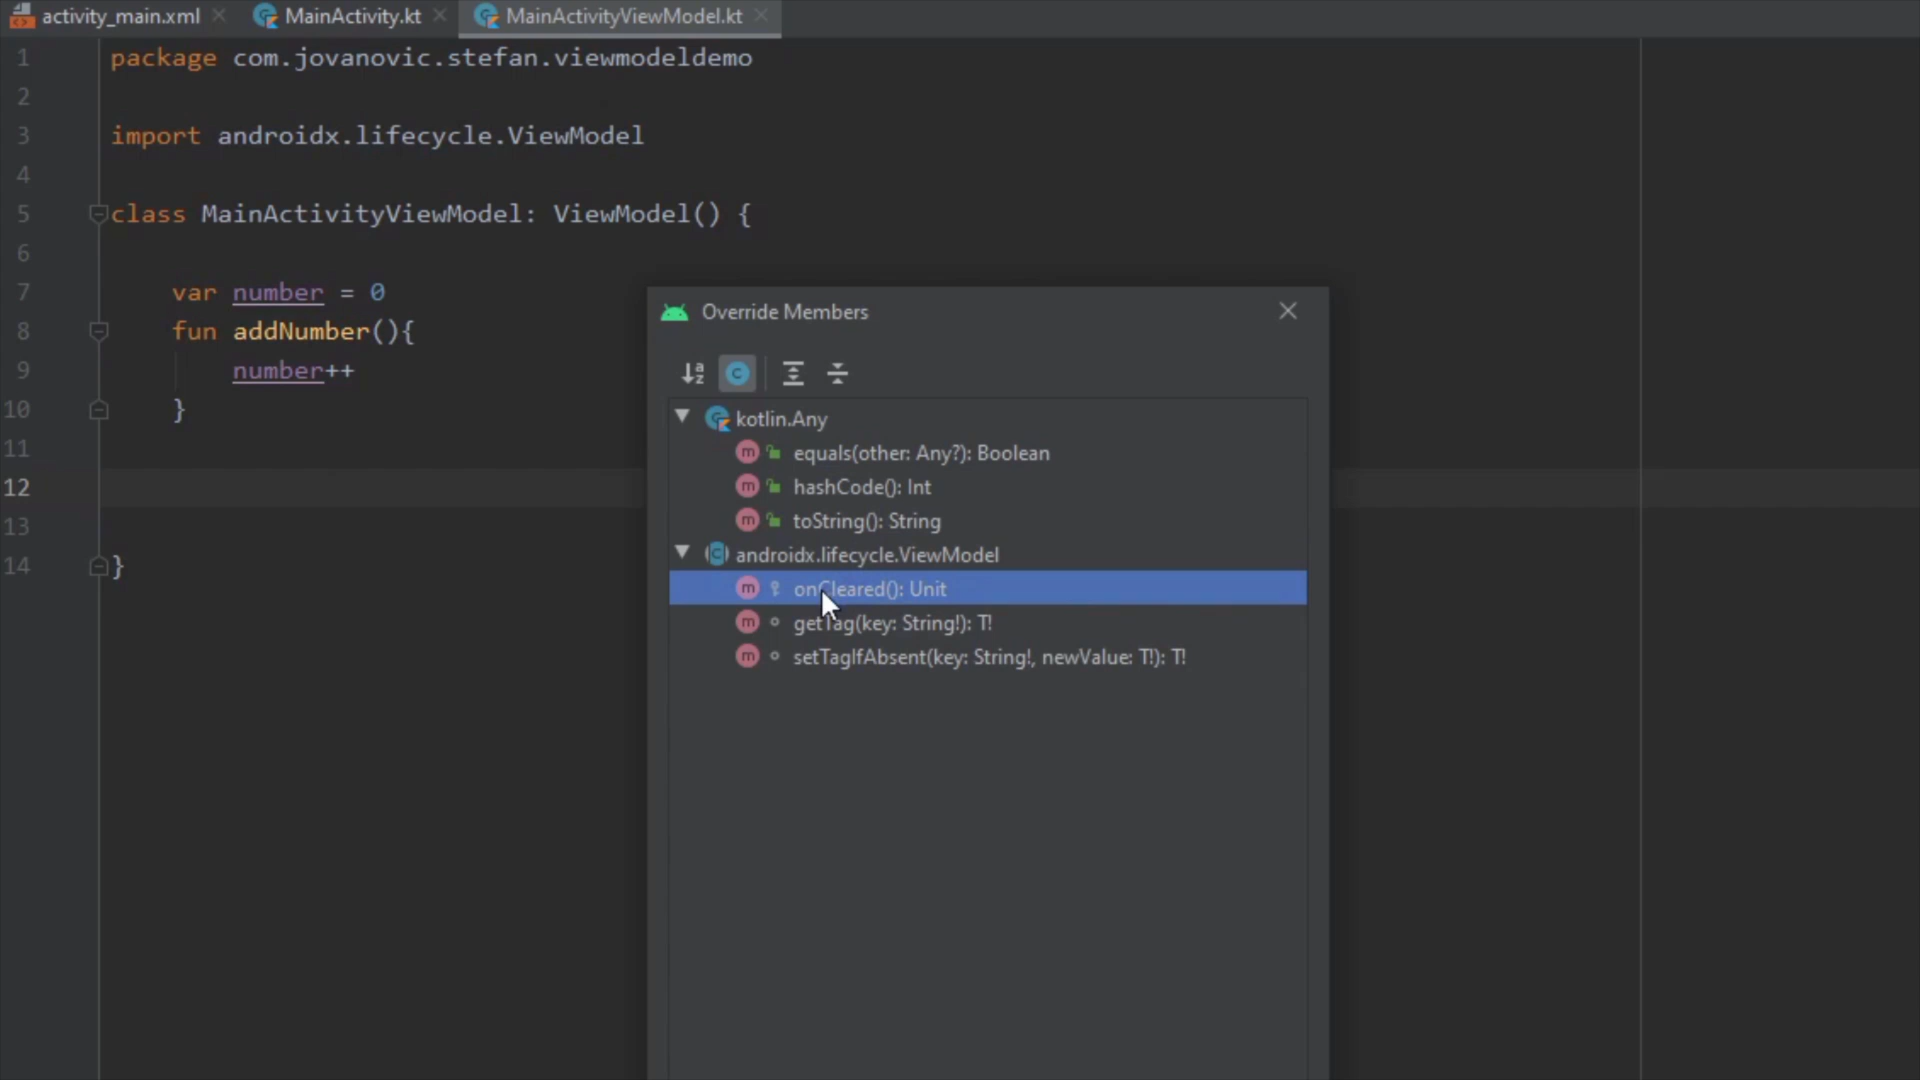 activity_main.xml MainActivity.kt MainActivityViewModel.kt
1 package com.jovanovic.stefan.viewmodeldemo
2
3 import androidx.lifecycle.ViewModel
4
5 class MainActivityViewModel: ViewModel() {
6
7 var number = 0
8 fun addNumber(){
9 number++
10 }
11
12
13
14 }
Override Members
kotlin.Any
equals(other: Any?): Boolean
hashCode(): Int
toString(): String
androidx.lifecycle.ViewModel
onCleared(): Unit
getTag(key: String!): T!
setTagIfAbsent(key: String!, newValue: T!): T!